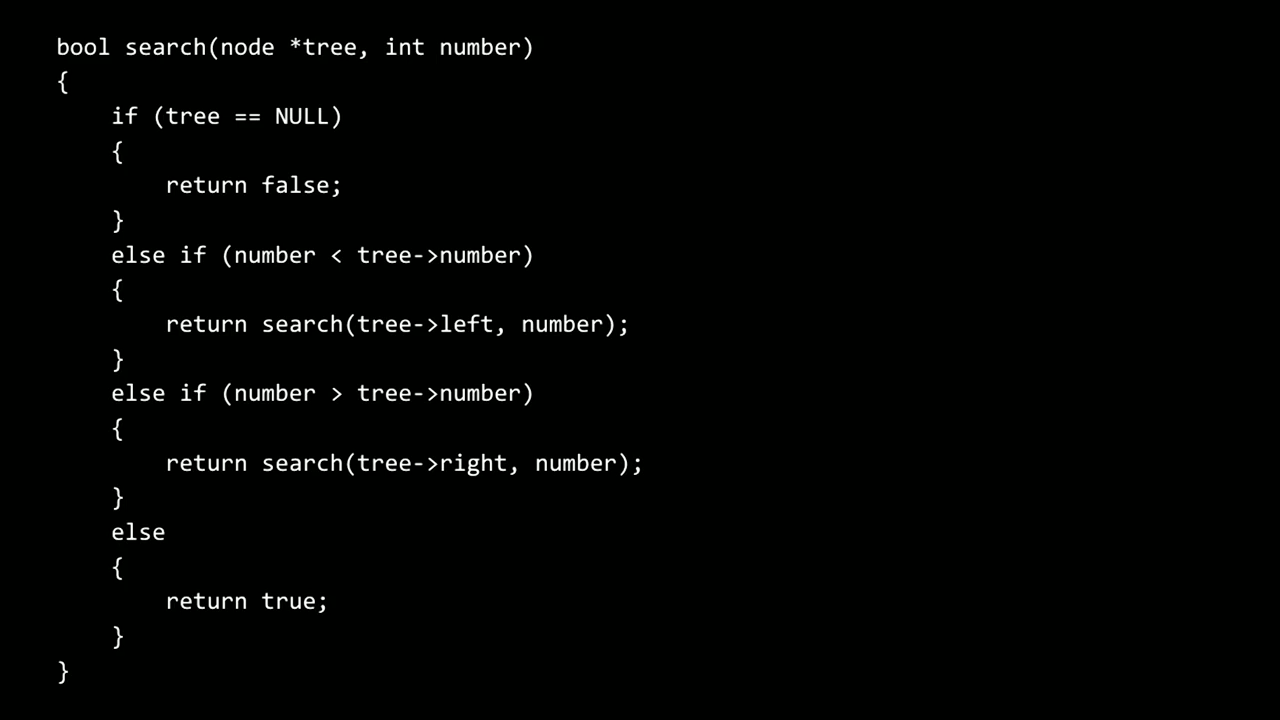 bool search(node *tree, int number)
{
    if (tree == NULL)
    {
        return false;
    }
    else if (number < tree->number)
    {
        return search(tree->left, number);
    }
    else if (number > tree->number)
    {
        return search(tree->right, number);
    }
    else
    {
        return true;
    }
}